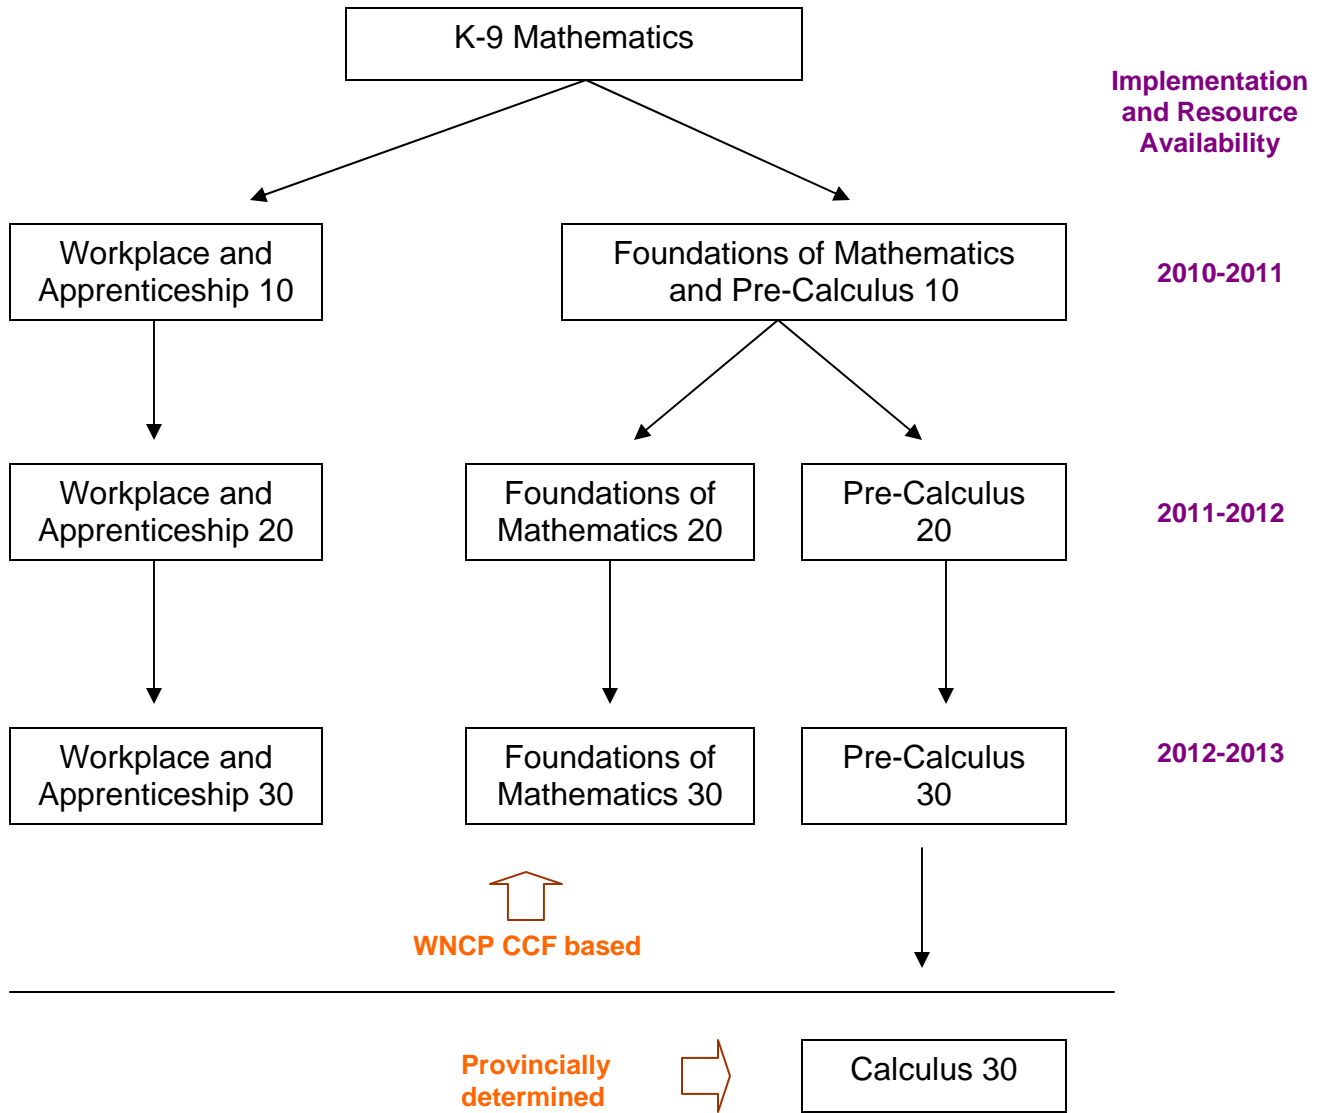 K-9 Mathematics
Implementation
and Resource
Availability
Workplace and
Apprenticeship 10
Foundations of Mathematics
and Pre-Calculus 10
2010-2011
Workplace and
Apprenticeship 20
Foundations of
Mathematics 20
Pre-Calculus
20
2011-2012
Workplace and
Apprenticeship 30
Foundations of
Mathematics 30
Pre-Calculus
30
2012-2013
WNCP CCF based
Provincially
determined
Calculus 30